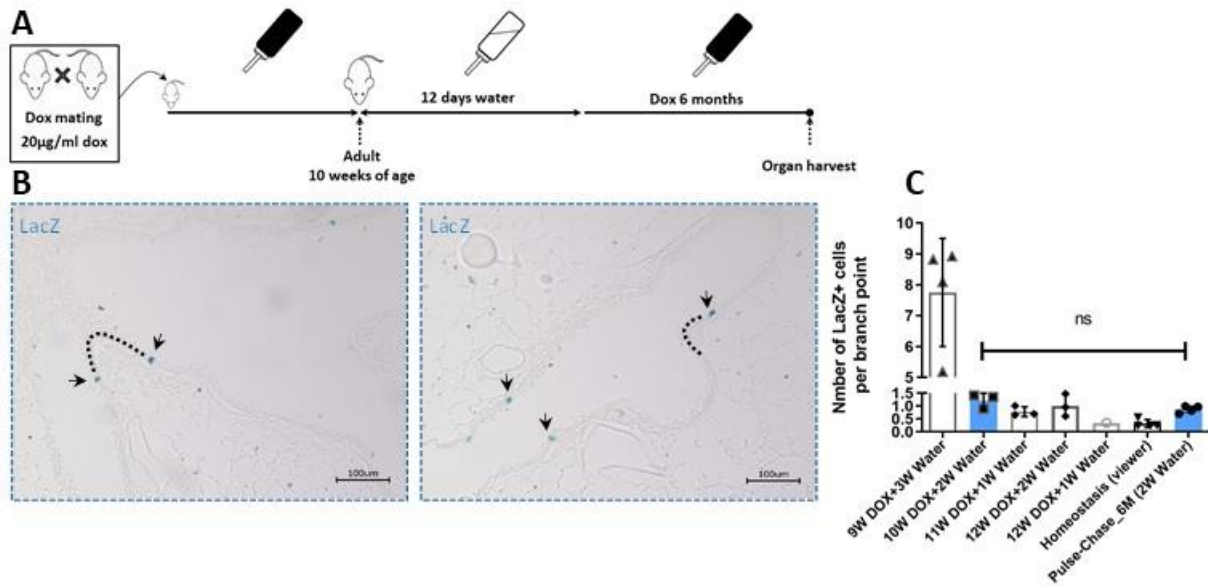 A
Dox mating
20µg/ml dox
12 days water
Dox 6 months
Adult
10 weeks of age
Organ harvest
B
LacZ
100um
LacZ
100um
C
Nmber of LacZ+ cells
per branch point
10
9
8
7
6
5
1.5
1.0
0.5
0.0
ns
9W DOX+3W Water
10W DOX+2W Water
11W DOX+1W Water
12W DOX+2W Water
12W DOX+1W Water
Homeostasis (viewer)
Pulse-Chase_6M (2W Water)